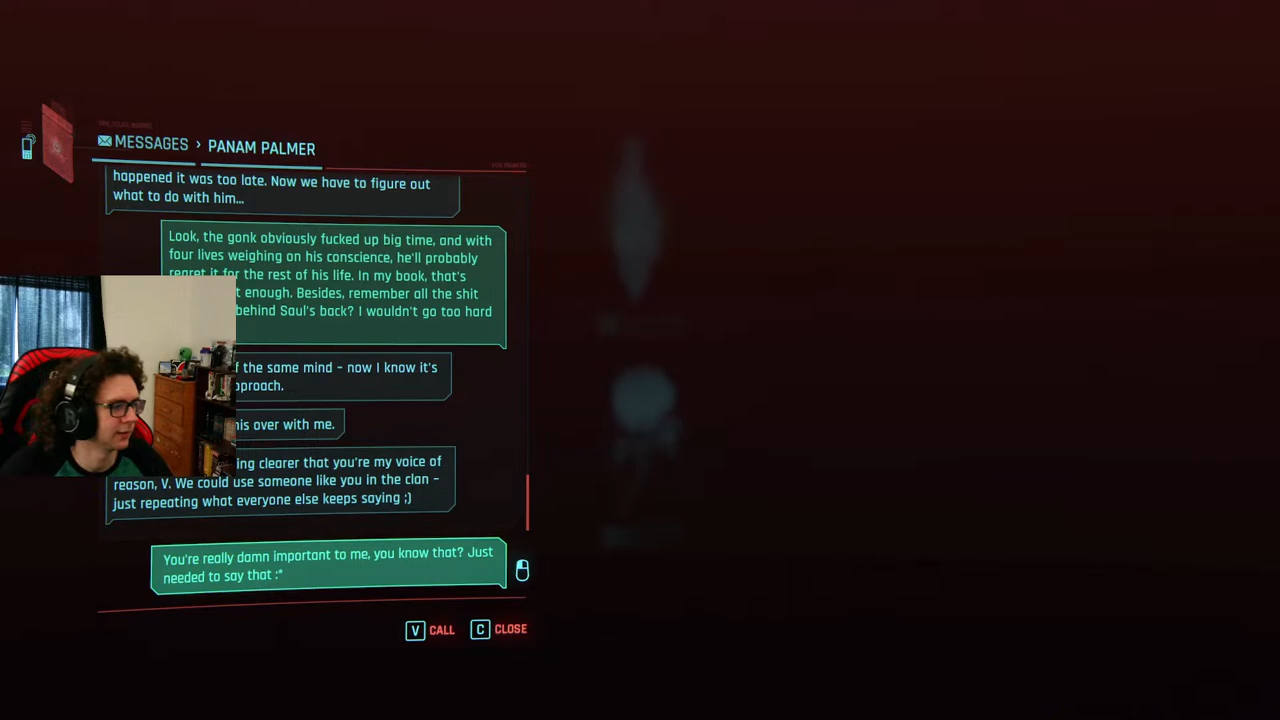 MESSAGES › PANAM PALMER
happened it was too late. Now we have to figure out
what to do with him...
Look, the gonk obviously fucked up big time, and with
four lives weighing on his conscience, he'll probably
regret it for the rest of his life. In my book, that's
enough. Besides, remember all the shit
behind Saul's back? I wouldn't go too hard
the same mind – now I know it's
over with me.
clearer that you're my voice of
reason, V. We could use someone like you in the clan –
just repeating what everyone else keeps saying ;)
You're really damn important to me, you know that? Just
needed to say that :*
V CALL C CLOSE